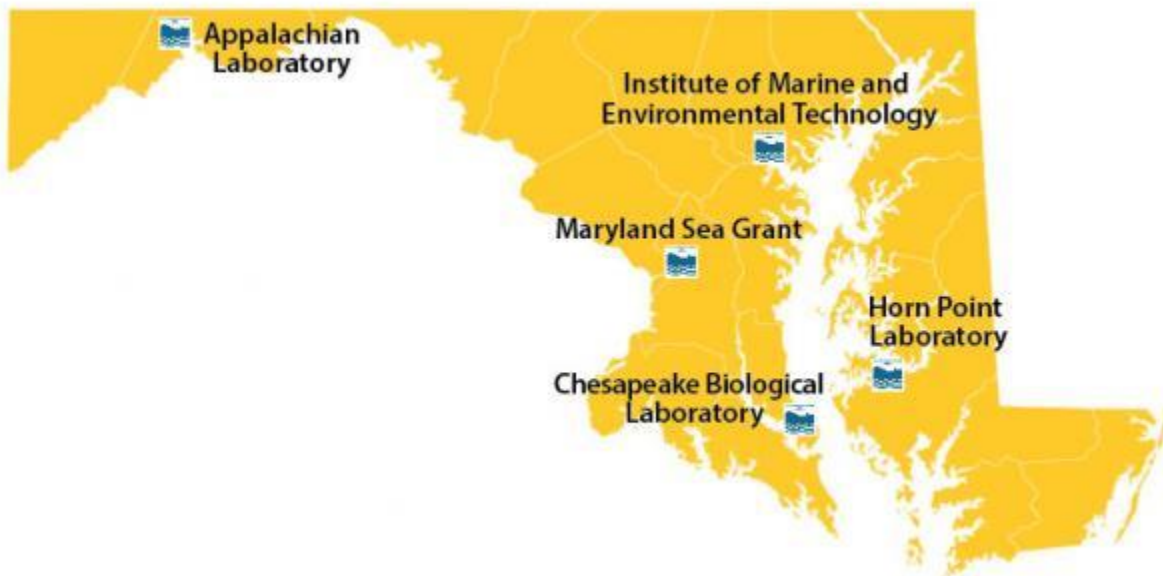 Appalachian
Laboratory
Institute of Marine and
Environmental Technology
Maryland Sea Grant
Horn Point
Laboratory
Chesapeake Biological
Laboratory